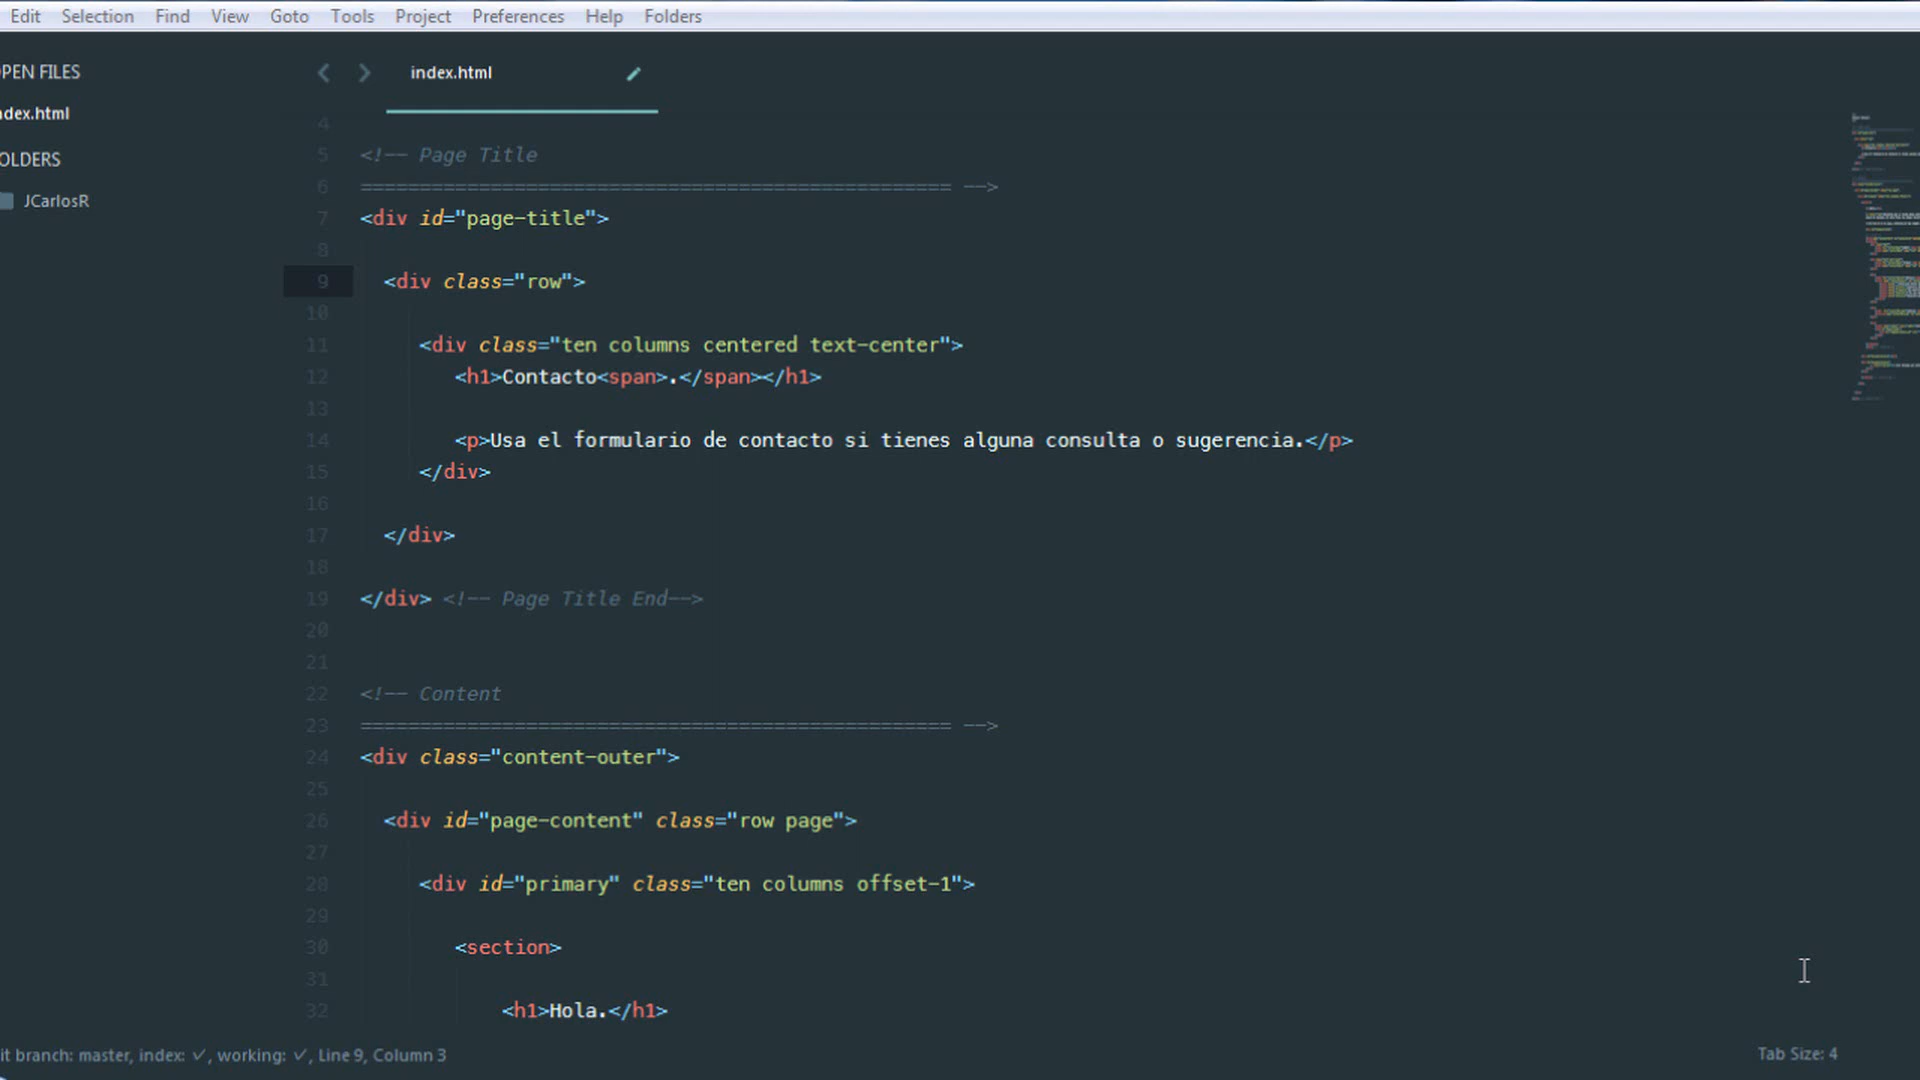 Edit Selection Find View Goto Tools Project Preferences Help Folders
PEN FILES
index.html
ndex.html
OLDERS
JCarlosR
4
5 <!-- Page Title
6 ================================================== -->
7 <div id="page-title">
8
9 <div class="row">
10
11 <div class="ten columns centered text-center">
12 <h1>Contacto<span>.</span></h1>
13
14 <p>Usa el formulario de contacto si tienes alguna consulta o sugerencia.</p>
15 </div>
16
17 </div>
18
19 </div> <!-- Page Title End-->
20
21
22 <!-- Content
23 ================================================== -->
24 <div class="content-outer">
25
26 <div id="page-content" class="row page">
27
28 <div id="primary" class="ten columns offset-1">
29
30 <section>
31
32 <h1>Hola.</h1>
it branch: master, index: ✓, working: ✓, Line 9, Column 3
Tab Size: 4